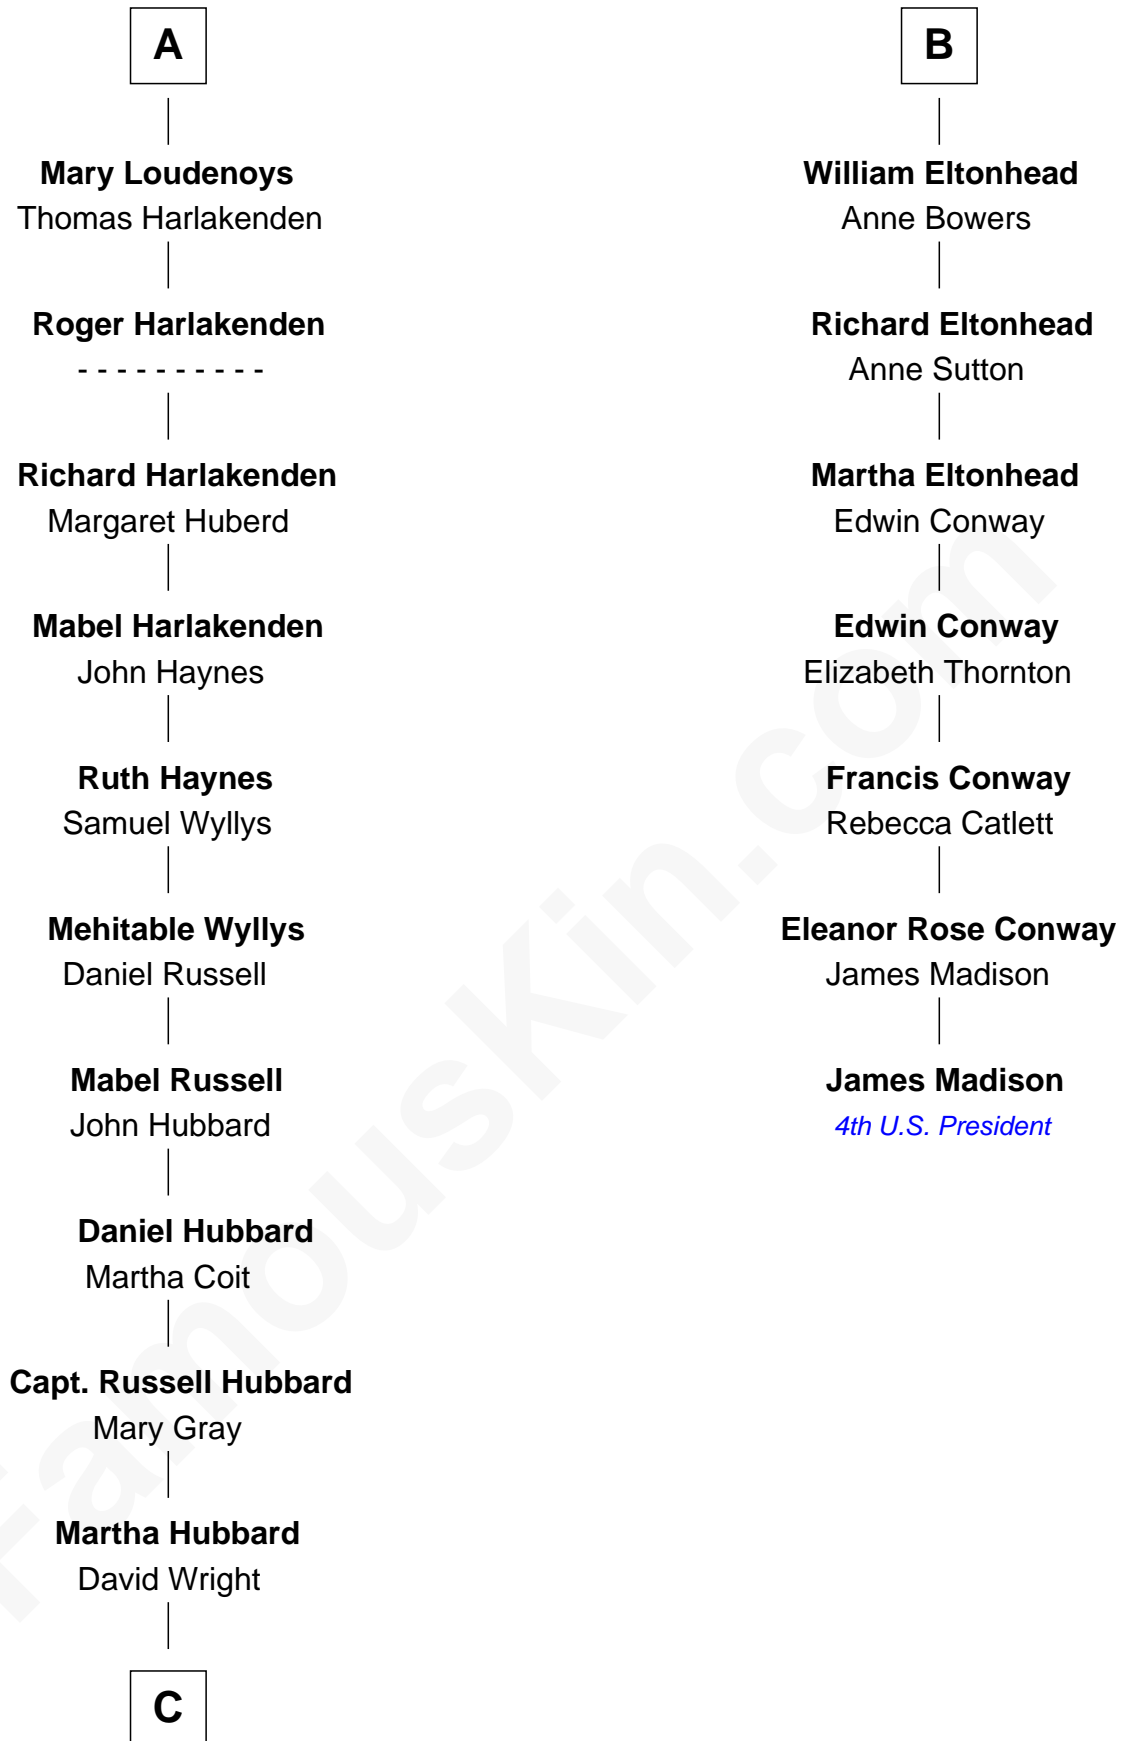 A
Mary Loudenoys
Thomas Harlakenden
Roger Harlakenden
- - - - - - - - - -
Richard Harlakenden
Margaret Huberd
Mabel Harlakenden
John Haynes
Ruth Haynes
Samuel Wyllys
Mehitable Wyllys
Daniel Russell
Mabel Russell
John Hubbard
Daniel Hubbard
Martha Coit
Capt. Russell Hubbard
Mary Gray
Martha Hubbard
David Wright
C
B
William Eltonhead
Anne Bowers
Richard Eltonhead
Anne Sutton
Martha Eltonhead
Edwin Conway
Edwin Conway
Elizabeth Thornton
Francis Conway
Rebecca Catlett
Eleanor Rose Conway
James Madison
James Madison
4th U.S. President
FamousKin.com